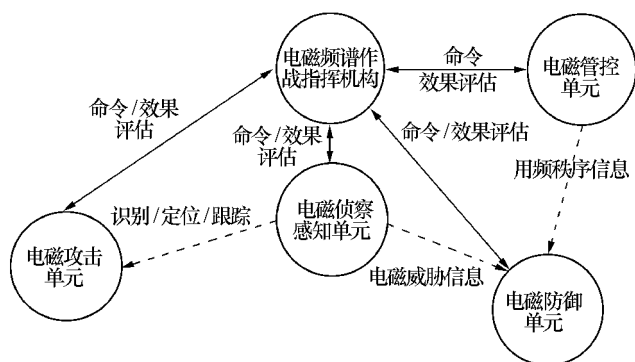 电磁频谱作
战指挥机构
命令
效果评估
电磁管控
单元
命令/效果
评估
命令/效果
评估
命令/效果评估
用频秩序信息
电磁攻击
单元
识别/定位/跟踪
电磁侦察
感知单元
电磁威胁信息
电磁防御
单元